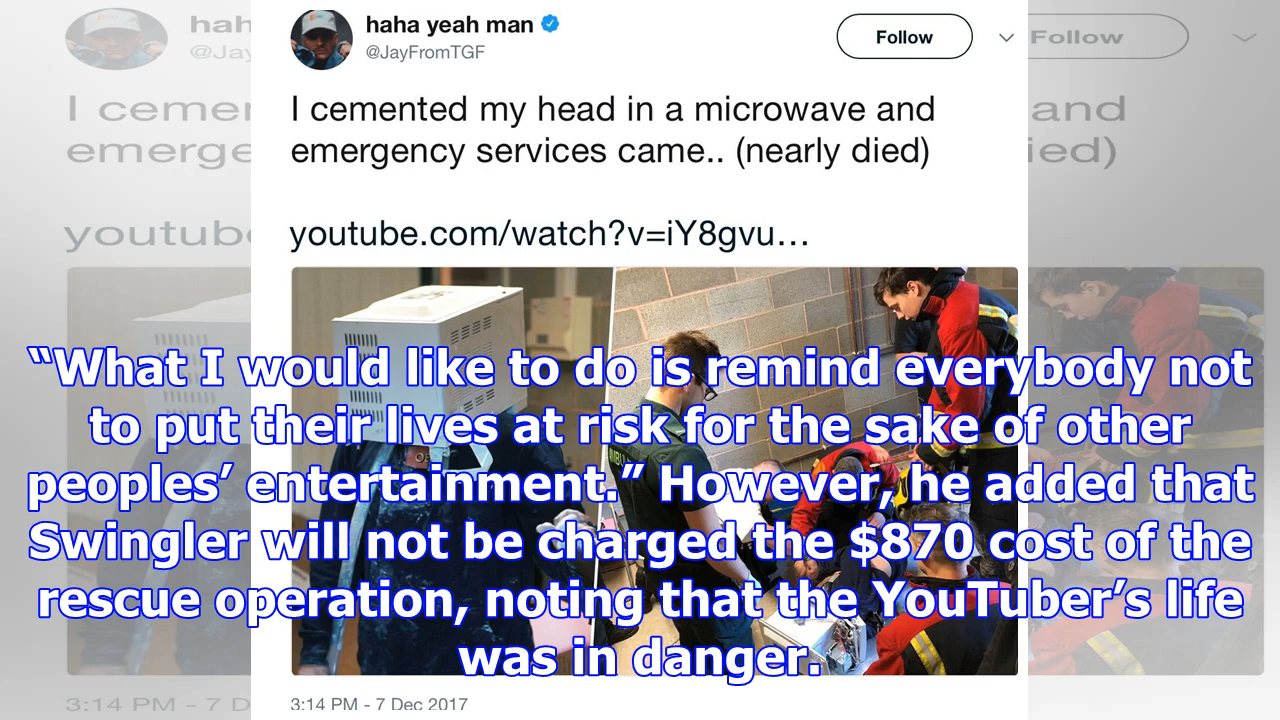 haha yeah man
@JayFromTGF
Follow
I cemented my head in a microwave and
emergency services came.. (nearly died)
youtube.com/watch?v=iY8gvu...
“What I would like to do is remind everybody not
to put their lives at risk for the sake of other
peoples’ entertainment.” However, he added that
Swingler will not be charged the $870 cost of the
rescue operation, noting that the YouTuber’s life
was in danger.
3:14 PM - 7 Dec 2017